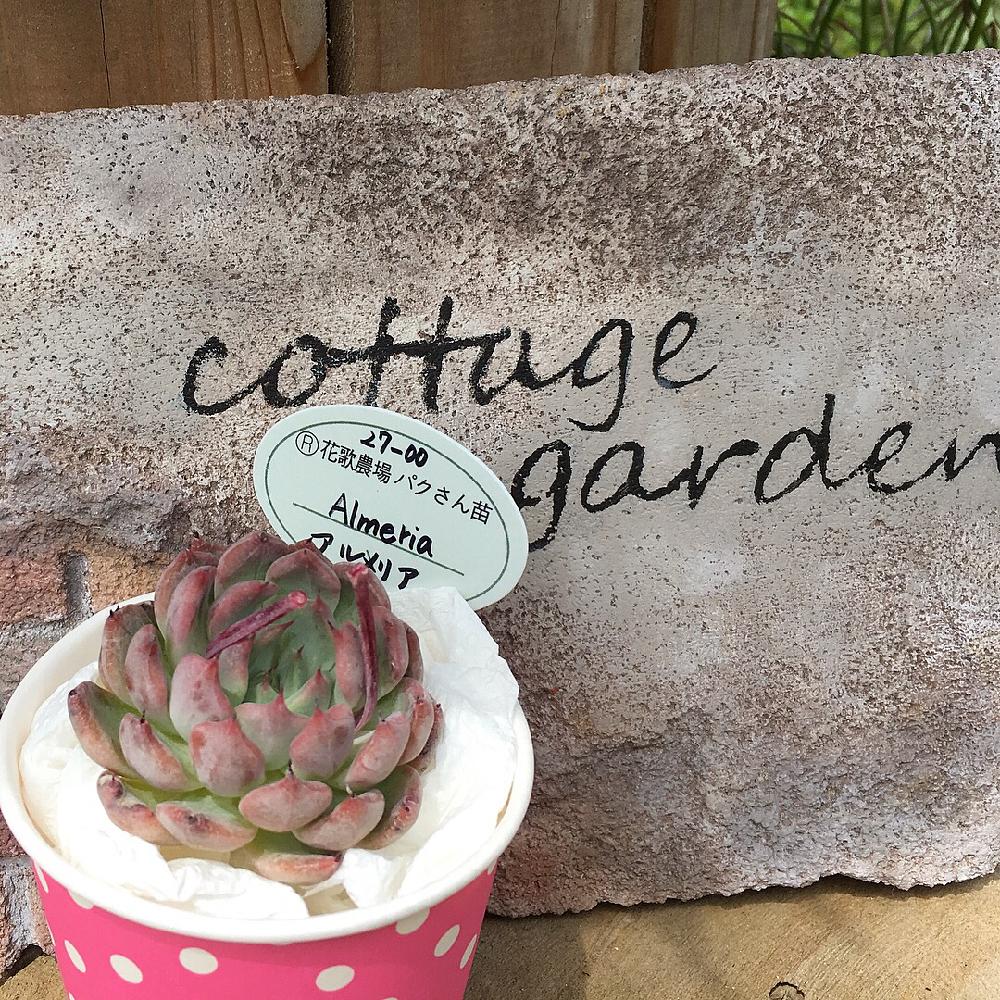 cottage
garden
27-00
Ⓡ花歌農場パクさん苗
Almeria
アルメリア